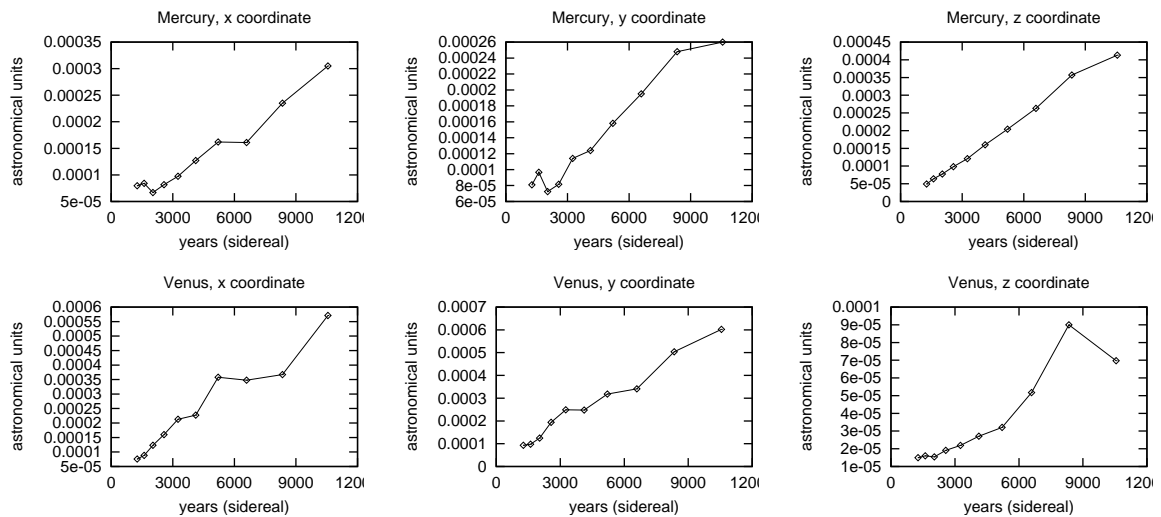 Mercury, x coordinate
0.00035
0.0003
0.00025
0.0002
0.00015
0.0001
5e-05
astronomical units
0 3000 6000 9000 1200
years (sidereal)
Mercury, y coordinate
0.00026
0.00024
0.00022
0.0002
0.00018
0.00016
0.00014
0.00012
0.0001
8e-05
6e-05
astronomical units
0 3000 6000 9000 1200
years (sidereal)
Mercury, z coordinate
0.00045
0.0004
0.00035
0.0003
0.00025
0.0002
0.00015
0.0001
5e-05
0
astronomical units
0 3000 6000 9000 1200
years (sidereal)
Venus, x coordinate
0.0006
0.00055
0.0005
0.00045
0.0004
0.00035
0.0003
0.00025
0.0002
0.00015
0.0001
5e-05
astronomical units
0 3000 6000 9000 1200
years (sidereal)
Venus, y coordinate
0.0007
0.0006
0.0005
0.0004
0.0003
0.0002
0.0001
0
astronomical units
0 3000 6000 9000 1200
years (sidereal)
Venus, z coordinate
0.0001
9e-05
8e-05
7e-05
6e-05
5e-05
4e-05
3e-05
2e-05
1e-05
astronomical units
0 3000 6000 9000 1200
years (sidereal)